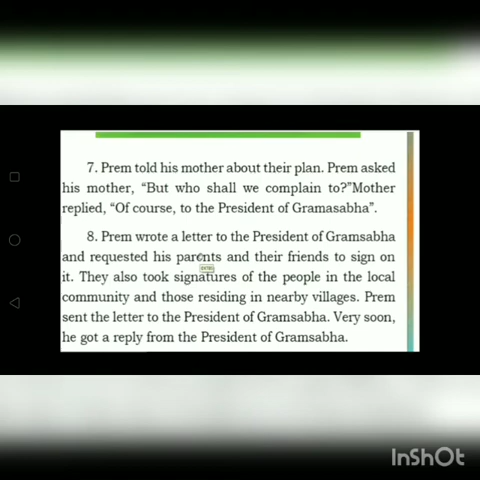 7. Prem told his mother about their plan. Prem asked
his mother, “But who shall we complain to?”Mother
replied, “Of course, to the President of Gramasabha”.
8. Prem wrote a letter to the President of Gramsabha
and requested his parents and their friends to sign on
it. They also took signatures of the people in the local
community and those residing in nearby villages. Prem
sent the letter to the President of Gramsabha. Very soon,
he got a reply from the President of Gramsabha.
InShOt